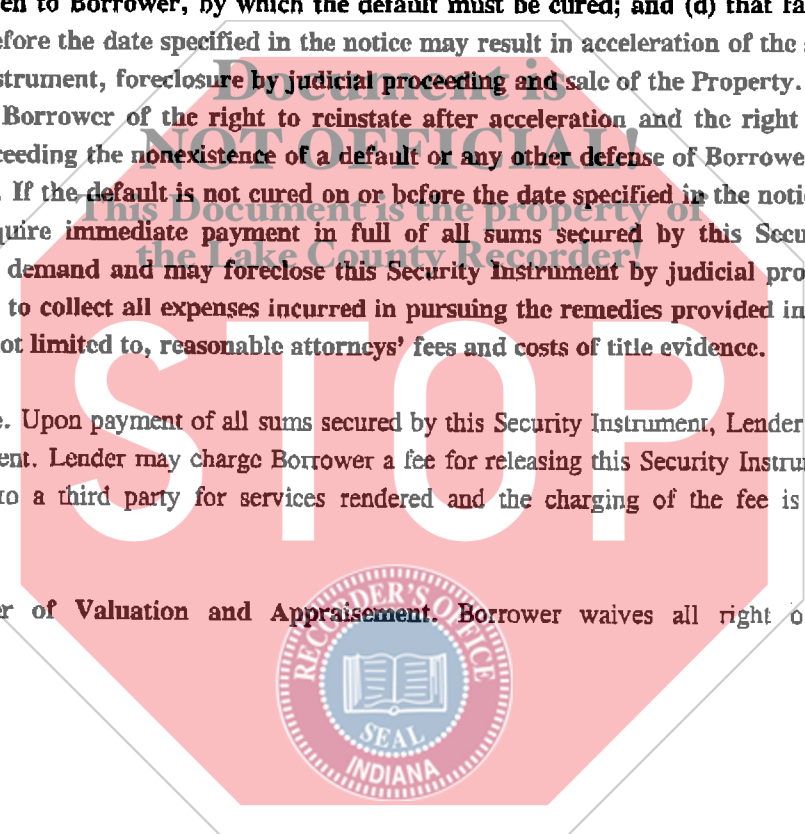 en to Borrower, by which the default must be cured; and (d) that fa
efore the date specified in the notice may result in acceleration of the
strument, foreclosure by judicial proceeding and sale of the Property.
Borrower of the right to reinstate after acceleration and the right
ceeding the nonexistence of a default or any other defense of Borrowe
. If the default is not cured on or before the date specified in the noti
quire immediate payment in full of all sums secured by this Secu
demand and may foreclose this Security Instrument by judicial pro
to collect all expenses incurred in pursuing the remedies provided in
ot limited to, reasonable attorneys' fees and costs of title evidence.
e. Upon payment of all sums secured by this Security Instrument, Lender
ent. Lender may charge Borrower a fee for releasing this Security Instru
to a third party for services rendered and the charging of the fee is
er of Valuation and Appraisement. Borrower waives all right o
Document is
NOT OFFICIAL!
This Document is the property of
the Lake County Recorder!
STOP
RECORDER'S OFFICE
SEAL
INDIANA